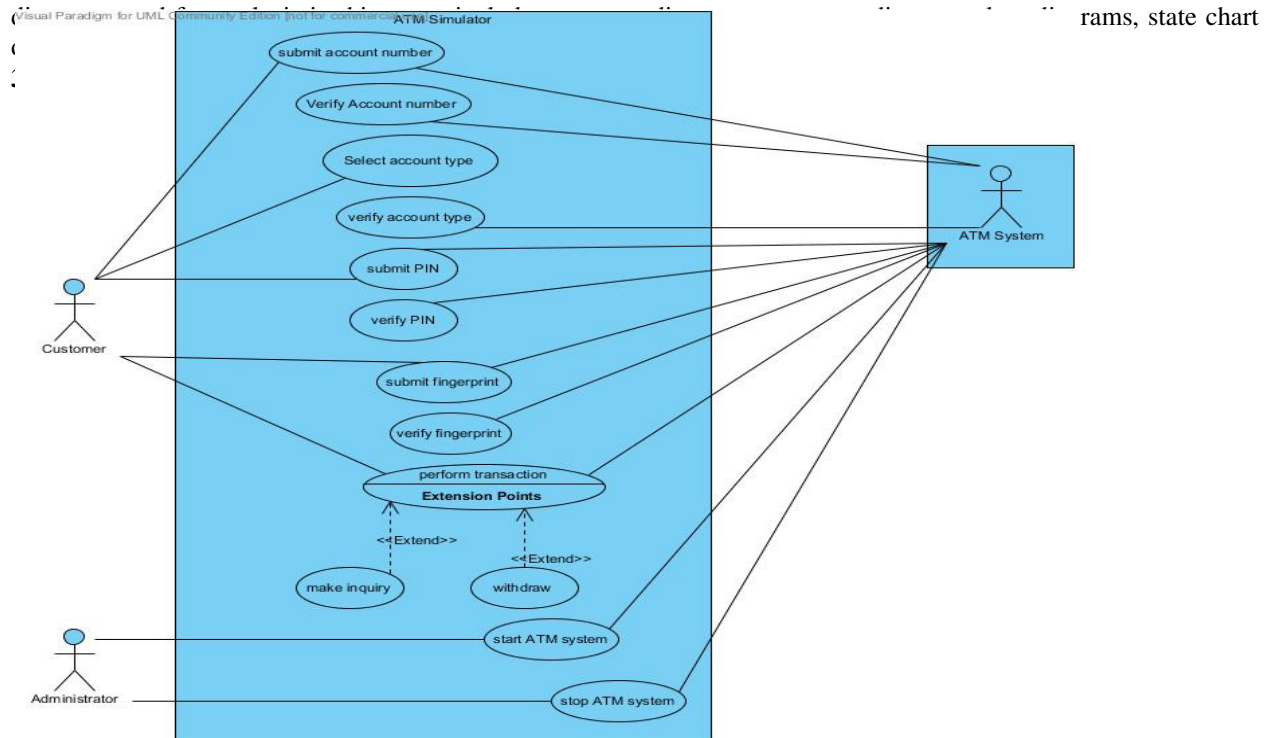 rams, state chart
Visual Paradigm for UML Community Edition [not for commercial use]
ATM Simulator
submit account number
Verify Account number
Select account type
verify account type
ATM System
submit PIN
verify PIN
Customer
submit fingerprint
verify fingerprint
perform transaction
Extension Points
<<Extend>>
<<Extend>>
make inquiry
withdraw
start ATM system
Administrator
stop ATM system